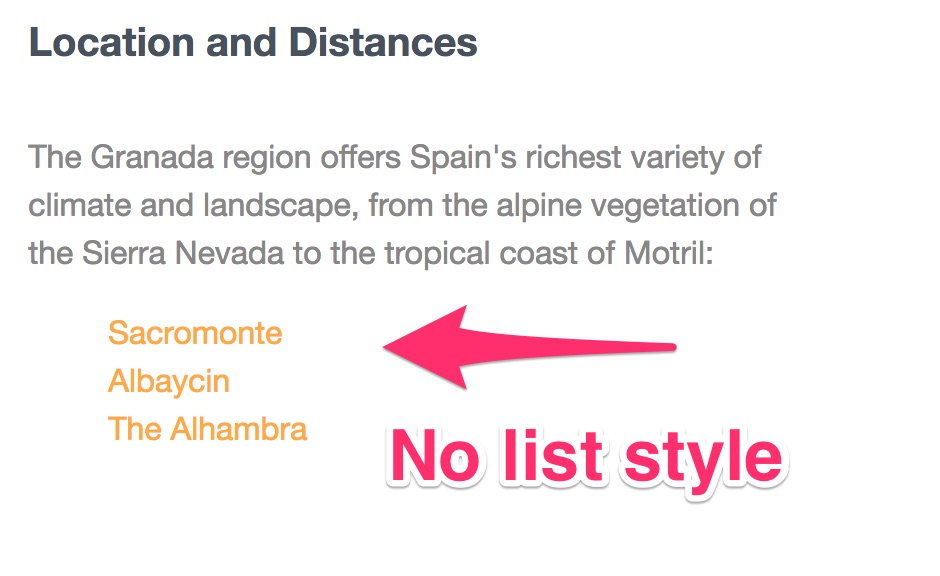 Location and Distances
The Granada region offers Spain's richest variety of
climate and landscape, from the alpine vegetation of
the Sierra Nevada to the tropical coast of Motril:
Sacromonte
Albaycin
The Alhambra
No list style